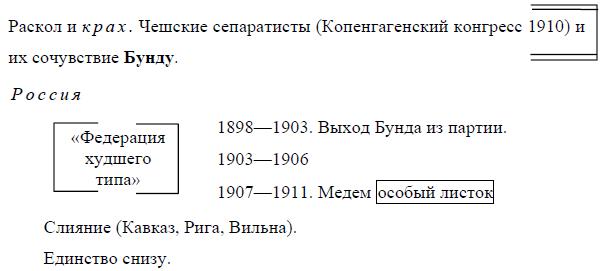 Раскол и крах. Чешские сепаратисты (Копенгагенский конгресс 1910) и
их сочувствие Бунду.
Россия
«Федерация
худшего
типа»
1898—1903. Выход Бунда из партии.
1903—1906
1907—1911. Медем особый листок
Слияние (Кавказ, Рига, Вильна).
Единство снизу.